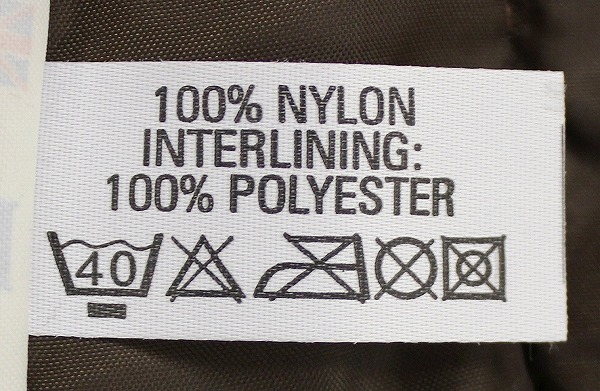 100% NYLON
INTERLINING:
100% POLYESTER
40